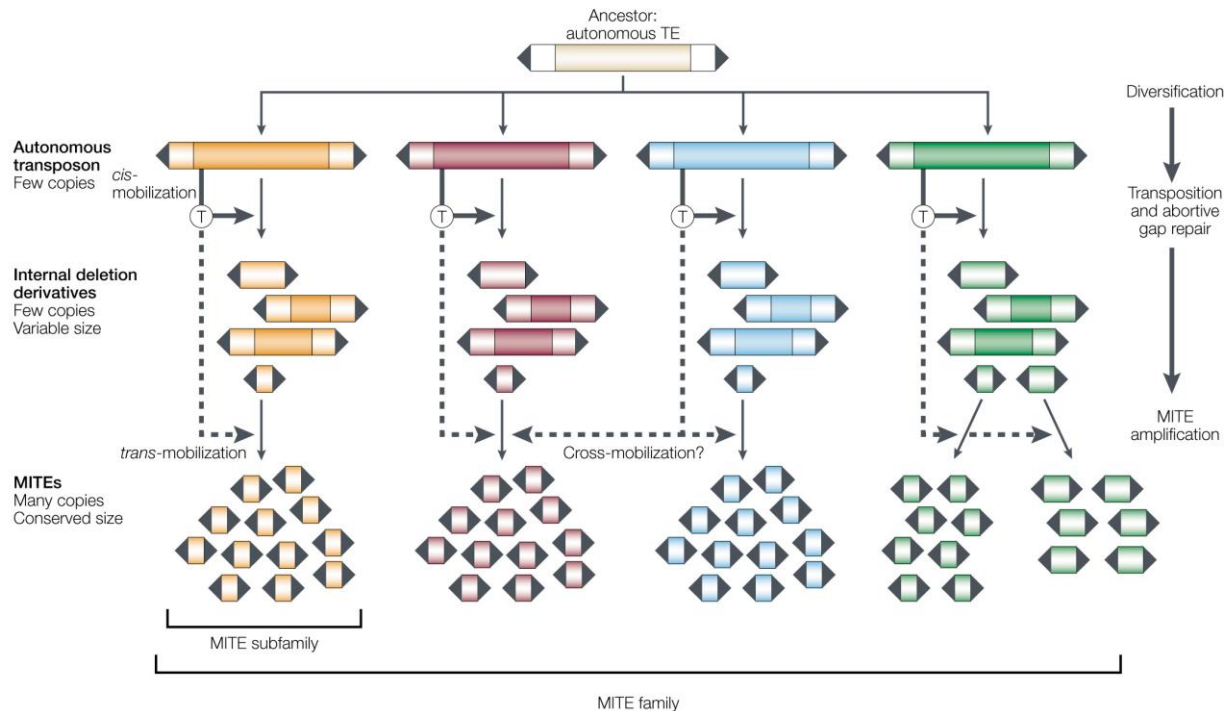 Ancestor:
autonomous TE
Diversification
Autonomous
transposon
Few copies
cis-
mobilization
T
T
T
T
Transposition
and abortive
gap repair
Internal deletion
derivatives
Few copies
Variable size
MITE
amplification
trans-mobilization
Cross-mobilization?
MITEs
Many copies
Conserved size
MITE subfamily
MITE family